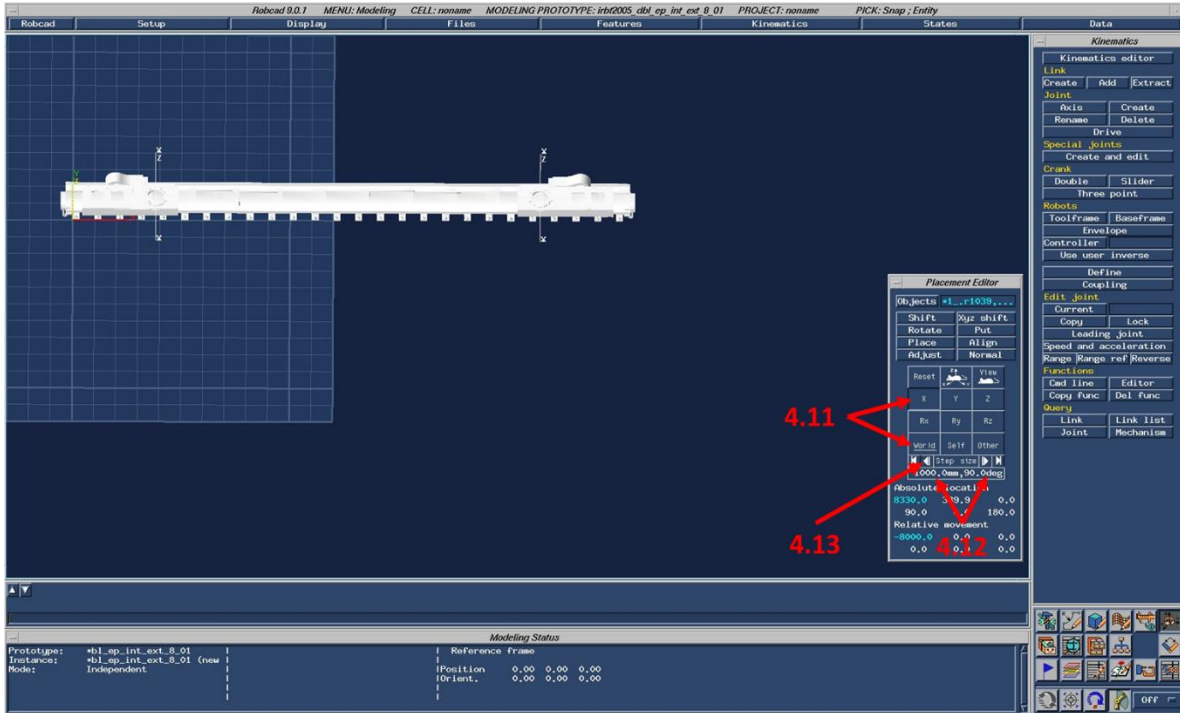 Robcad 9.0.1 MENU: Modeling CELL: noname MODELING PROTOTYPE: irbf2005_dbl_ep_int_ext_8_01 PROJECT: noname PICK: Snap ; Entity
Robcad Setup Display Files Features Kinematics States Data
Kinematics
Kinematics editor
Link
Create Add Extract
Joint
Axis Create
Rename Delete
Drive
Special joints
Create and edit
Crank
Double Slider
Three point
Robots
Toolframe Baseframe
Envelope
Controller
Use user inverse
Define
Coupling
Edit joint
Current
Copy Lock
Leading joint
Speed and acceleration
Range Range ref Reverse
Functions
Cmd line Editor
Copy func Del func
Query
Link Link list
Joint Mechanism
X
Z
X
Z
X
X
Placement Editor
Objects *1_.r1039,...
Shift Xyz shift
Rotate Put
Place Align
Adjust Normal
Reset View
X Y Z
Rx Ry Rz
World Self Other
Step size
1000.0mm,90.0deg
Absolute location
8330.0 0.0
90.0 180.0
Relative movement
-8000.0 0.0 0.0
0.0 0.0
4.11
4.12
4.13
Modeling Status
Prototype: *bl_ep_int_ext_8_01
Instance: *bl_ep_int_ext_8_01 (new
Mode: Independent
Reference frame
Position 0.00 0.00 0.00
Orient. 0.00 0.00 0.00
Off